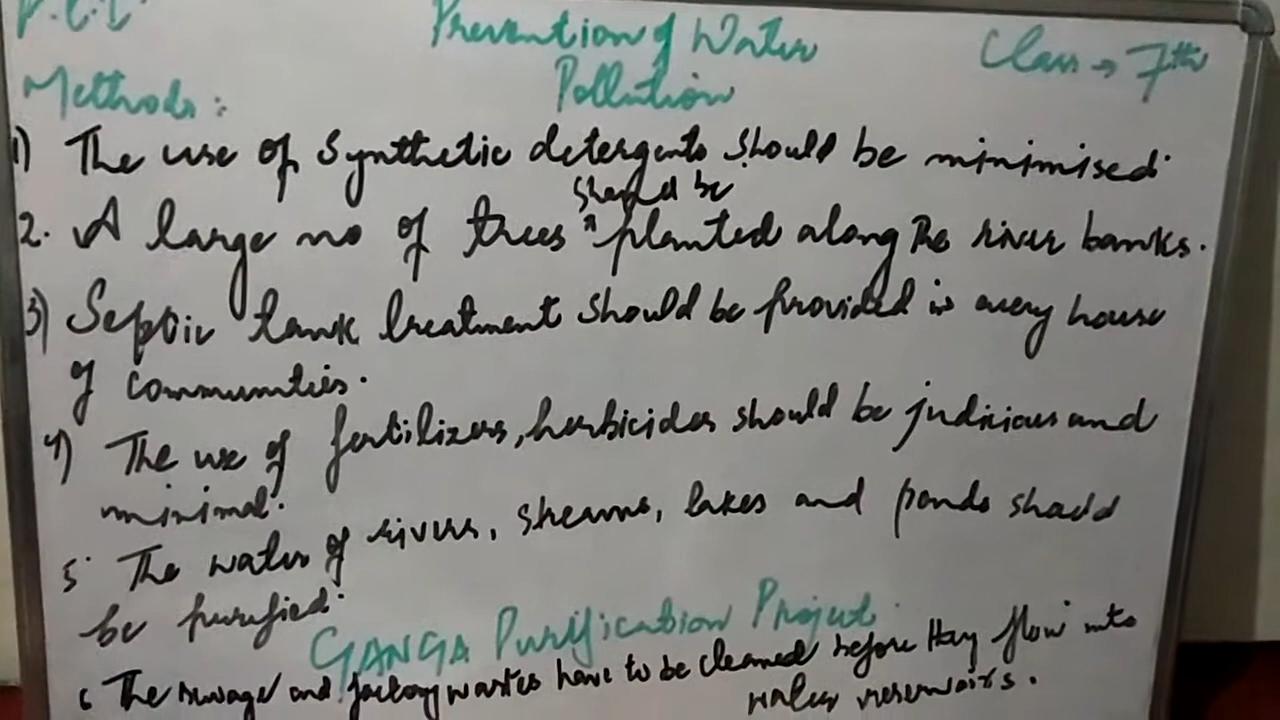 Prevention of Water
Class → 7th
Pollution
Methods:
1) The use of Synthetic detergents should be minimised.
should be
2. A large no of trees ^ planted along the river banks.
3) Septic tank treatment should be provided in every house
of communities.
4) The use of fertilizers, herbicides should be judicious and
minimal.
5. The water of rivers, streams, lakes and ponds should
be purified.
GANGA Purification Project.
6 The sewage and factory wastes have to be cleaned before they flow into
water reservoirs.